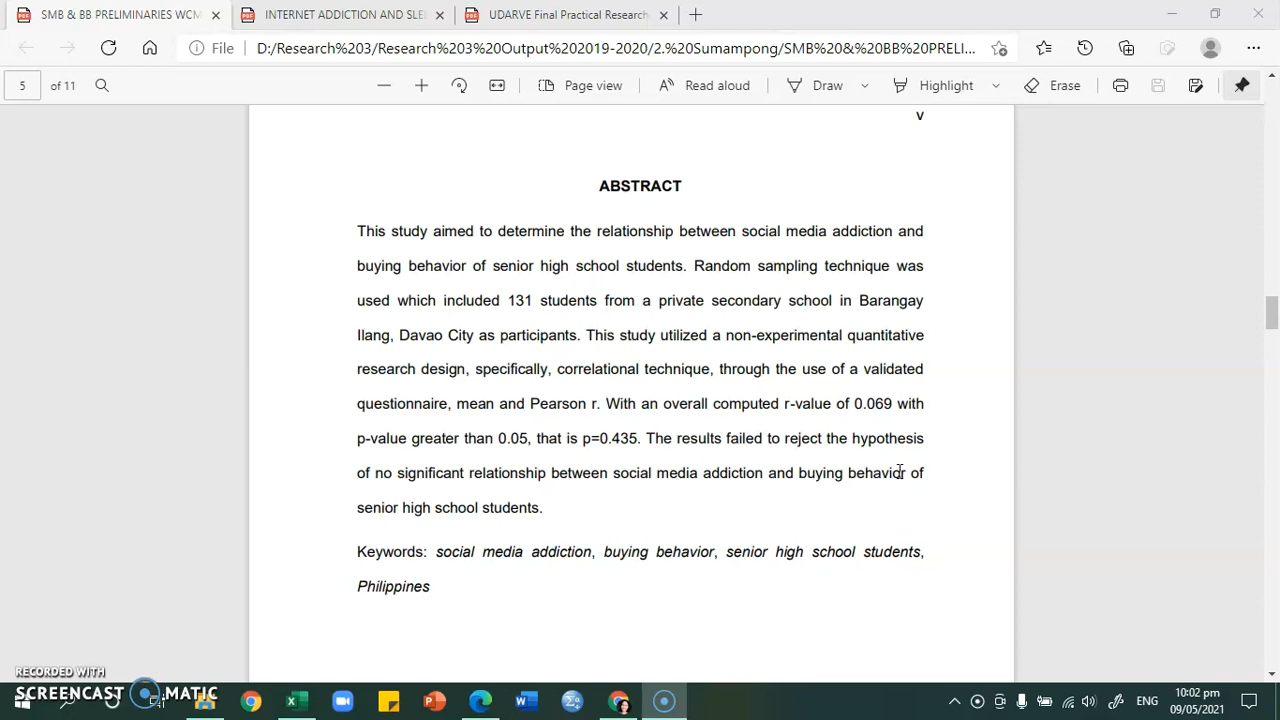 SMB & BB PRELIMINARIES WCM
INTERNET ADDICTION AND SLE
UDARVE Final Practical Research
File
D:/Research%203/Research%203%20Output%202019-2020/2.%20Sumampong/SMB%20&%20BB%20PRELI...
5
of 11
Page view
Read aloud
Draw
Highlight
Erase
v
ABSTRACT
This study aimed to determine the relationship between social media addiction and
buying behavior of senior high school students. Random sampling technique was
used which included 131 students from a private secondary school in Barangay
Ilang, Davao City as participants. This study utilized a non-experimental quantitative
research design, specifically, correlational technique, through the use of a validated
questionnaire, mean and Pearson r. With an overall computed r-value of 0.069 with
p-value greater than 0.05, that is p=0.435. The results failed to reject the hypothesis
of no significant relationship between social media addiction and buying behavior of
senior high school students.
Keywords: social media addiction, buying behavior, senior high school students,
Philippines
RECORDED WITH
SCREENCAST MATIC
ENG
10:02 pm
09/05/2021